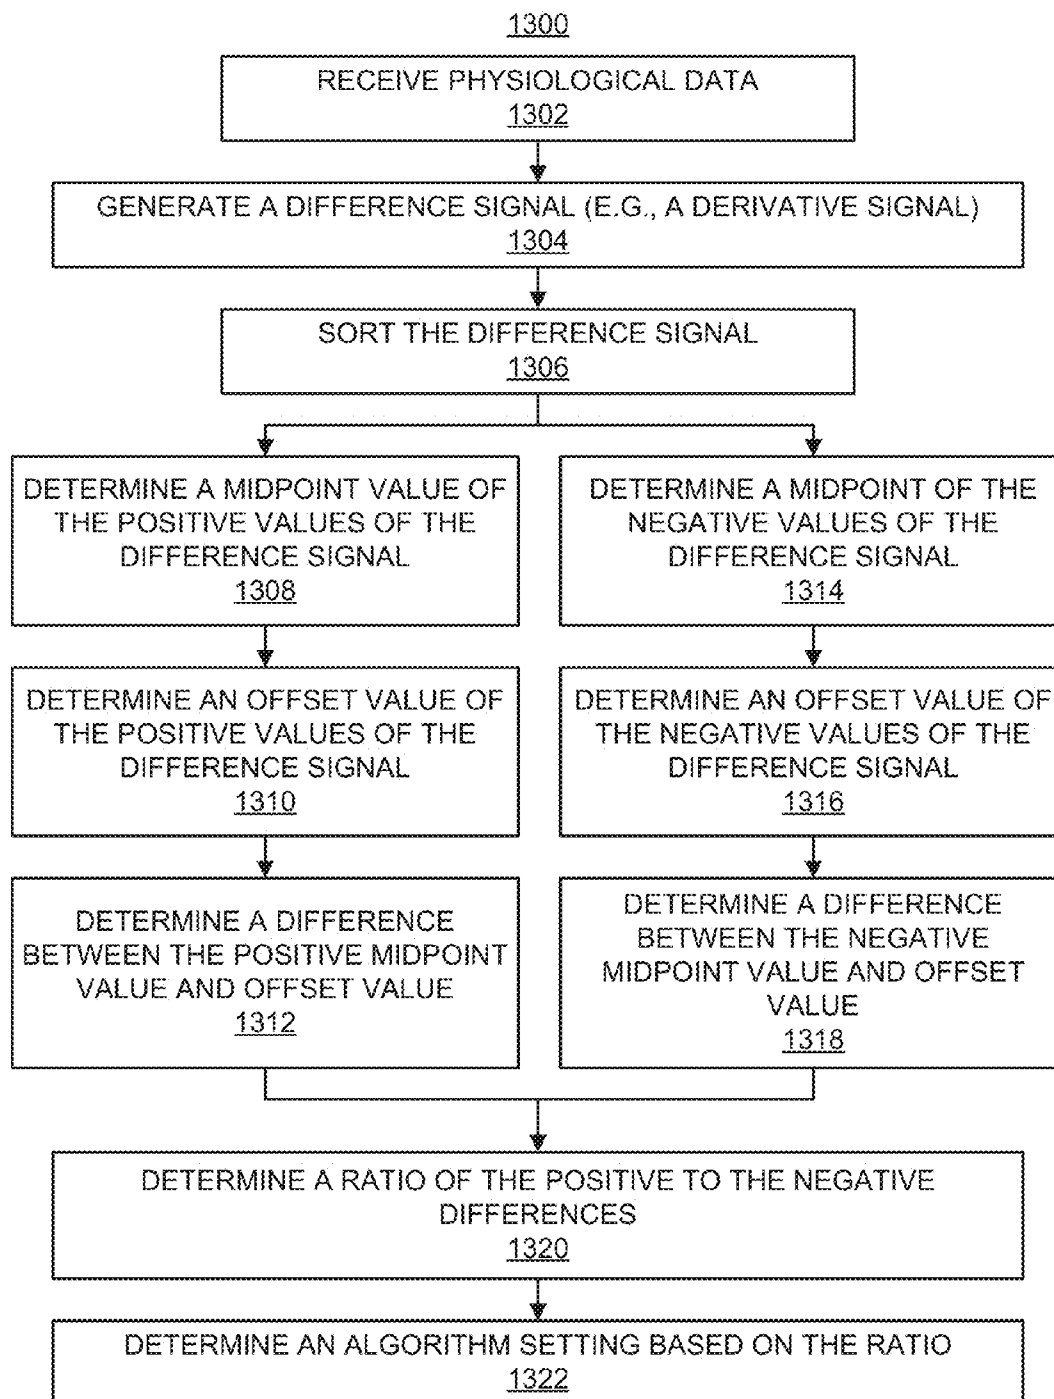 1300
RECEIVE PHYSIOLOGICAL DATA
1302
GENERATE A DIFFERENCE SIGNAL (E.G., A DERIVATIVE SIGNAL)
1304
SORT THE DIFFERENCE SIGNAL
1306
DETERMINE A MIDPOINT VALUE OF
THE POSITIVE VALUES OF THE
DIFFERENCE SIGNAL
1308
DETERMINE A MIDPOINT OF THE
NEGATIVE VALUES OF THE
DIFFERENCE SIGNAL
1314
DETERMINE AN OFFSET VALUE OF
THE POSITIVE VALUES OF THE
DIFFERENCE SIGNAL
1310
DETERMINE AN OFFSET VALUE OF
THE NEGATIVE VALUES OF THE
DIFFERENCE SIGNAL
1316
DETERMINE A DIFFERENCE
BETWEEN THE POSITIVE MIDPOINT
VALUE AND OFFSET VALUE
1312
DETERMINE A DIFFERENCE
BETWEEN THE NEGATIVE
MIDPOINT VALUE AND OFFSET
VALUE
1318
DETERMINE A RATIO OF THE POSITIVE TO THE NEGATIVE
DIFFERENCES
1320
DETERMINE AN ALGORITHM SETTING BASED ON THE RATIO
1322